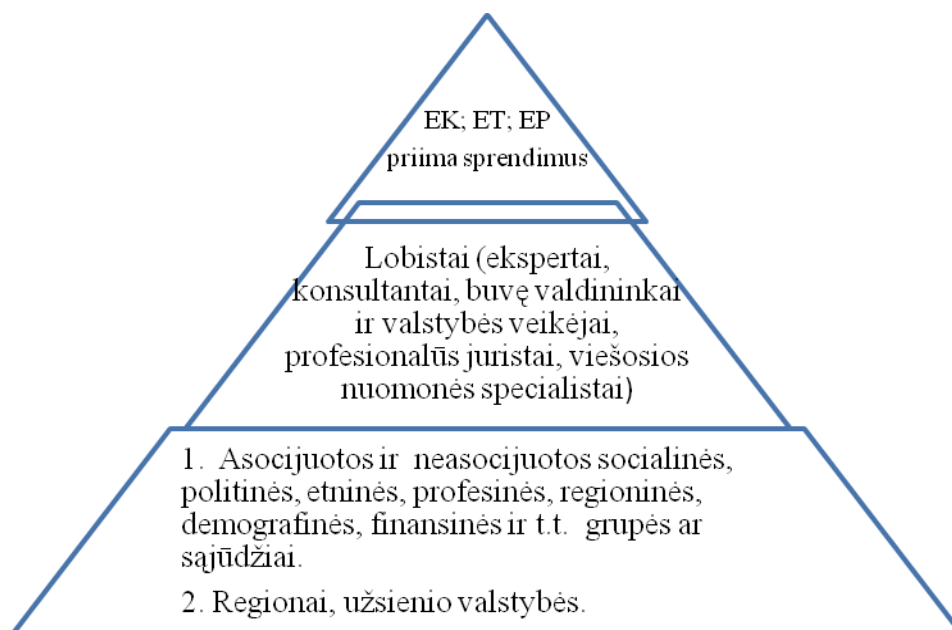 EK; ET; EP
priima sprendimus
Lobistai (ekspertai,
konsultantai, buvę valdininkai
ir valstybės veikėjai,
profesionalūs juristai, viešosios
nuomonės specialistai)
1. Asocijuotos ir neasocijuotos socialinės,
politinės, etninės, profesinės, regioninės,
demografinės, finansinės ir t.t. grupės ar
sąjūdžiai.
2. Regionai, užsienio valstybės.